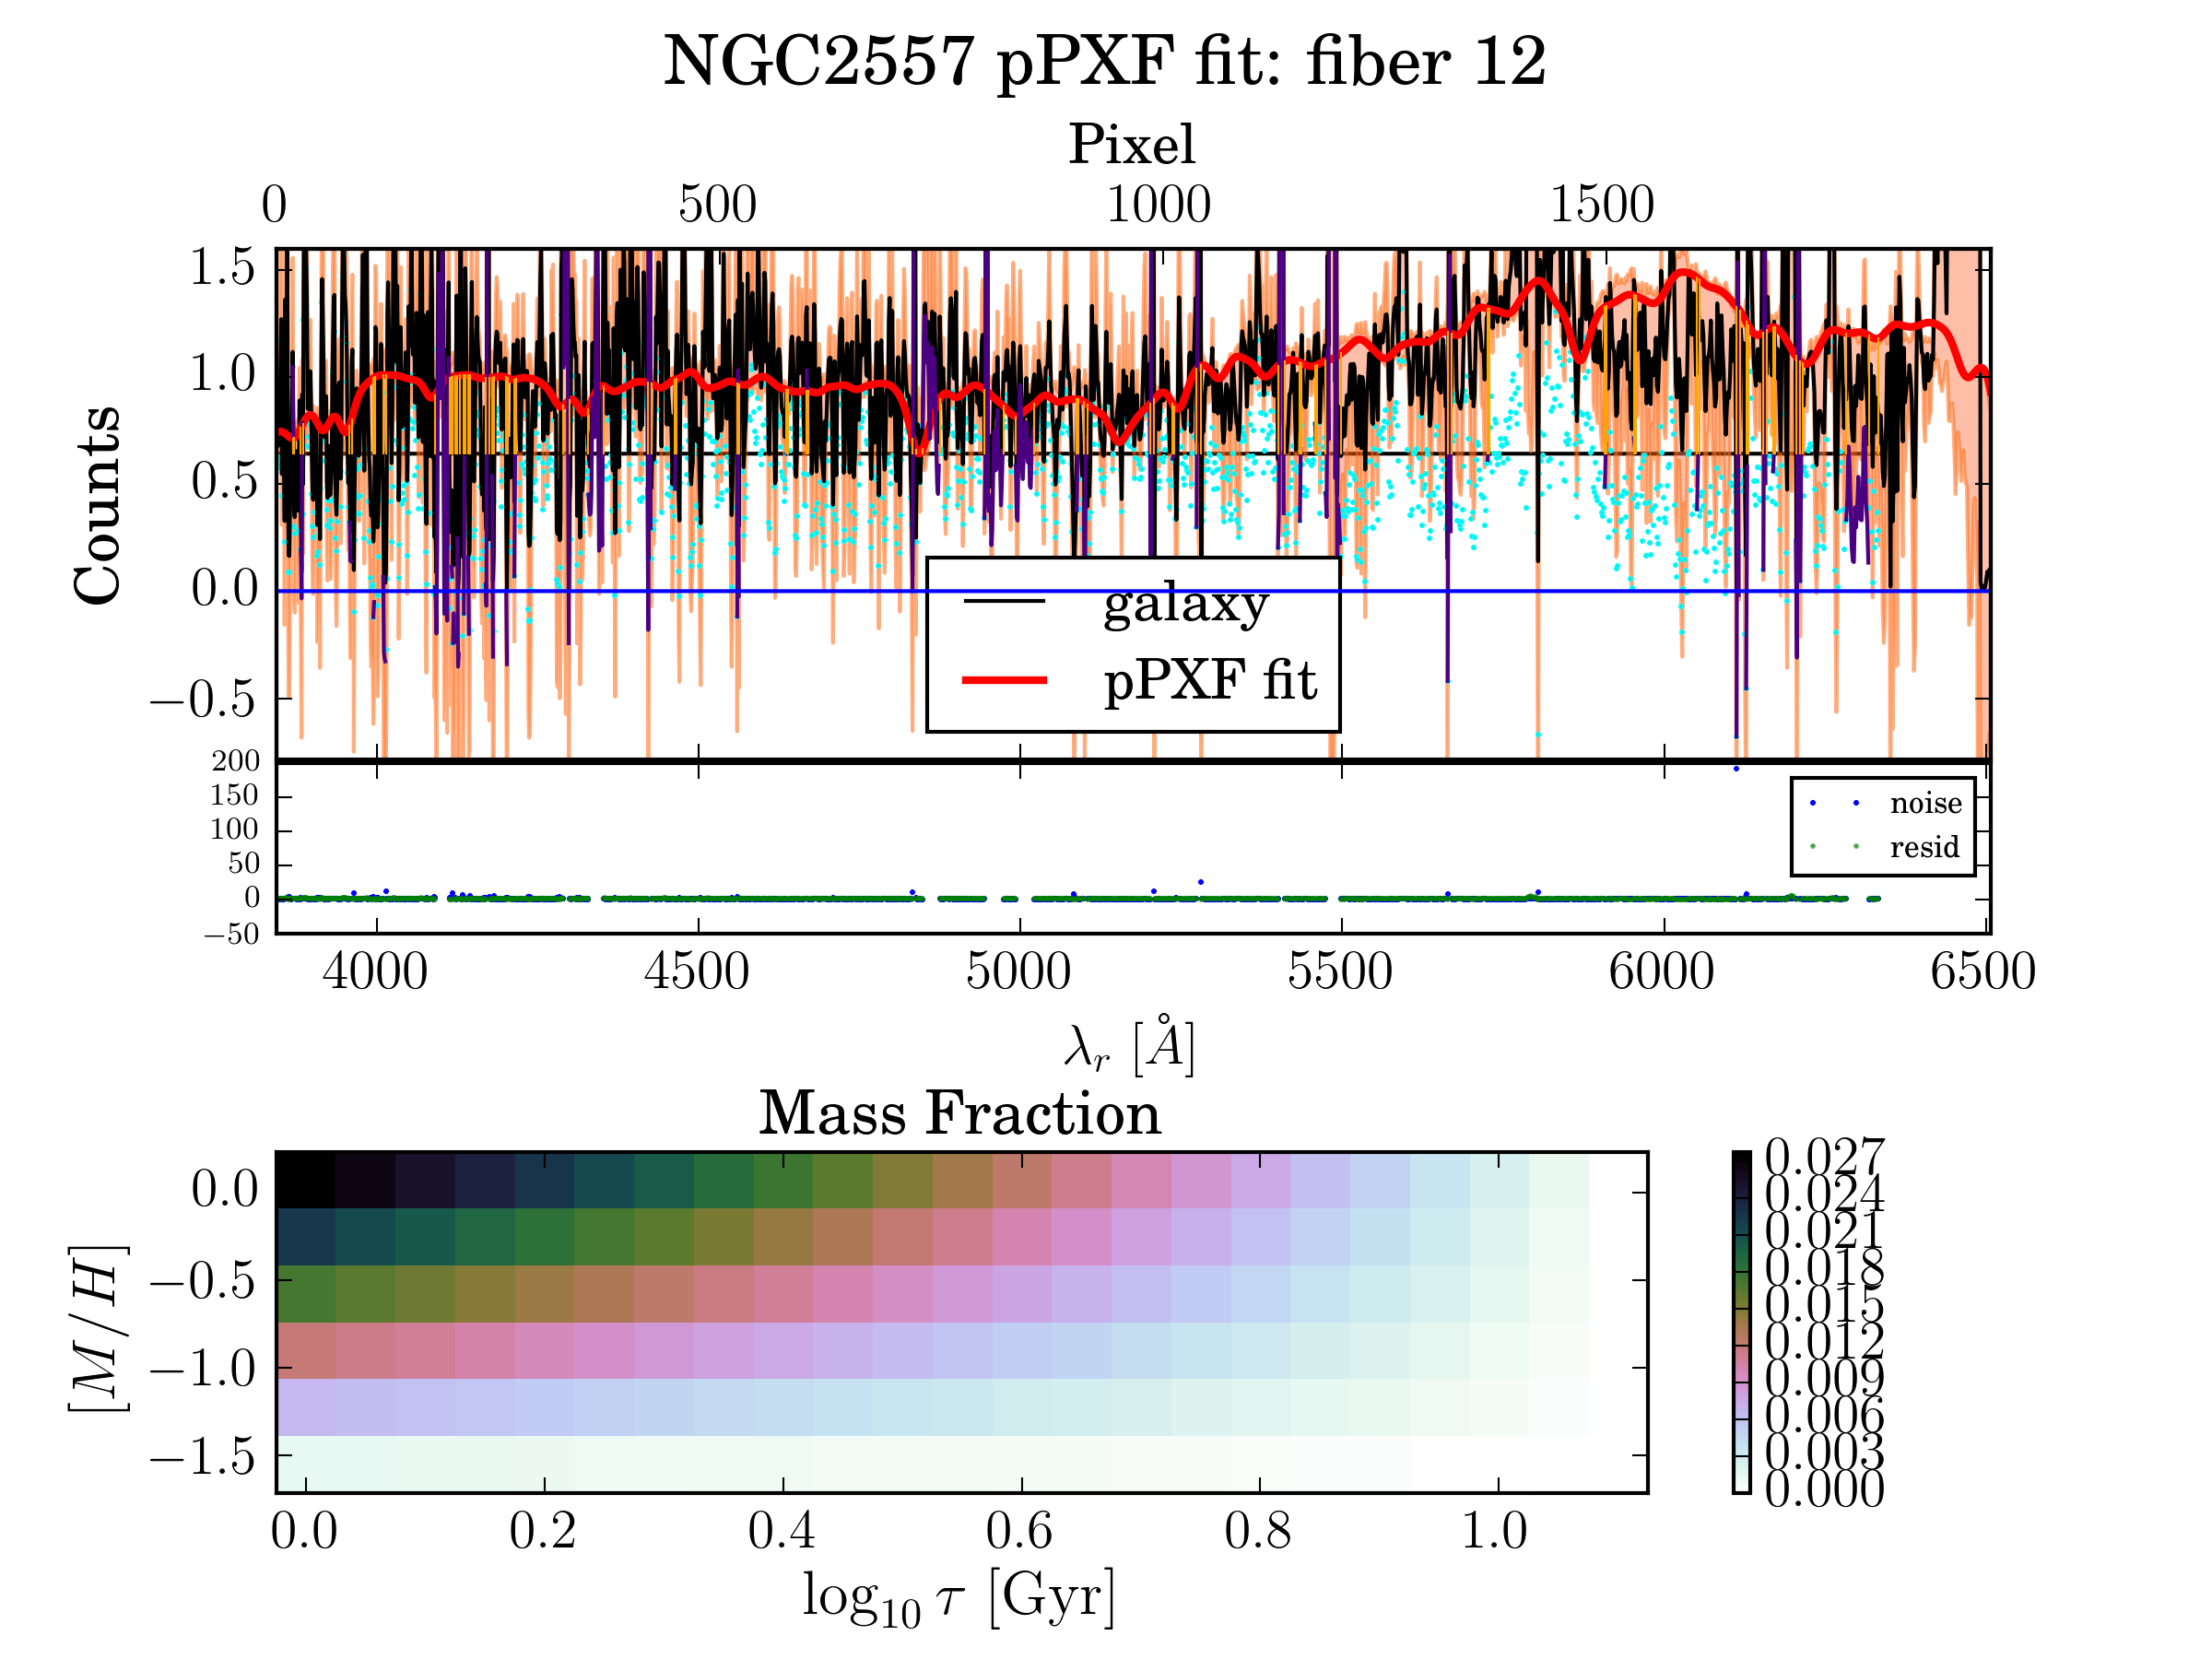 NGC2557 pPXF fit: fiber 12
Pixel
0 500 1000 1500
1.5
1.0
0.5
0.0
−0.5
Counts
galaxy
pPXF fit
200
150
100
50
0
−50
noise
resid
4000 4500 5000 5500 6000 6500
λr [Å]
Mass Fraction
0.0
−0.5
−1.0
−1.5
[M/H]
0.0 0.2 0.4 0.6 0.8 1.0
log10 τ [Gyr]
0.027
0.024
0.021
0.018
0.015
0.012
0.009
0.006
0.003
0.000